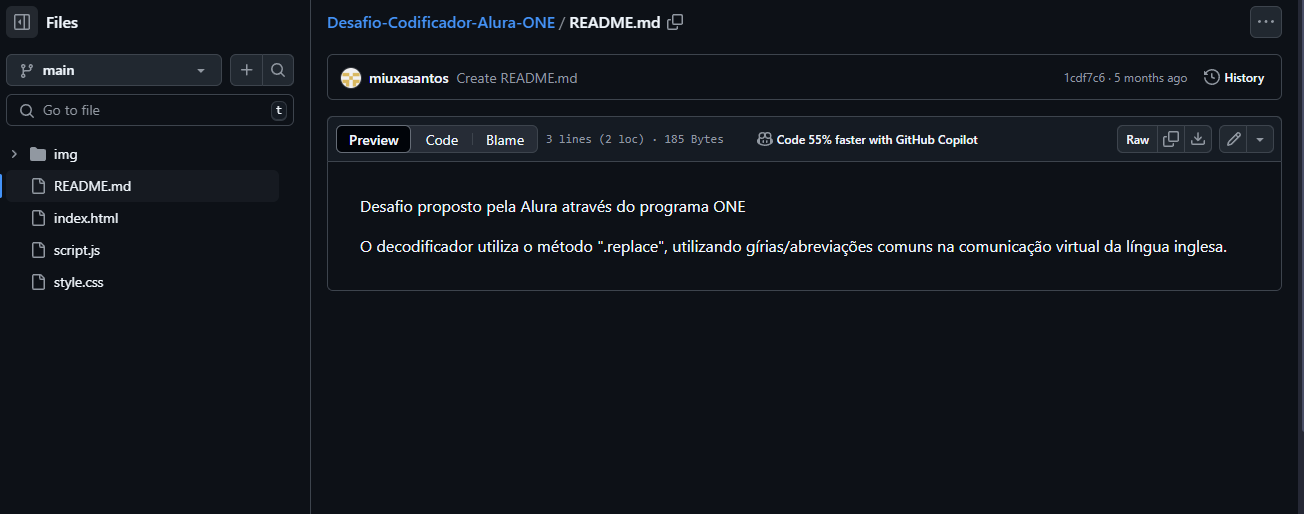 Files
main
Go to file
t
img
README.md
index.html
script.js
style.css
Desafio-Codificador-Alura-ONE / README.md
miuxasantos Create README.md
1cdf7c6 · 5 months ago
History
Preview
Code
Blame
3 lines (2 loc) · 185 Bytes
Code 55% faster with GitHub Copilot
Raw
Desafio proposto pela Alura através do programa ONE
O decodificador utiliza o método ".replace", utilizando gírias/abreviações comuns na comunicação virtual da língua inglesa.